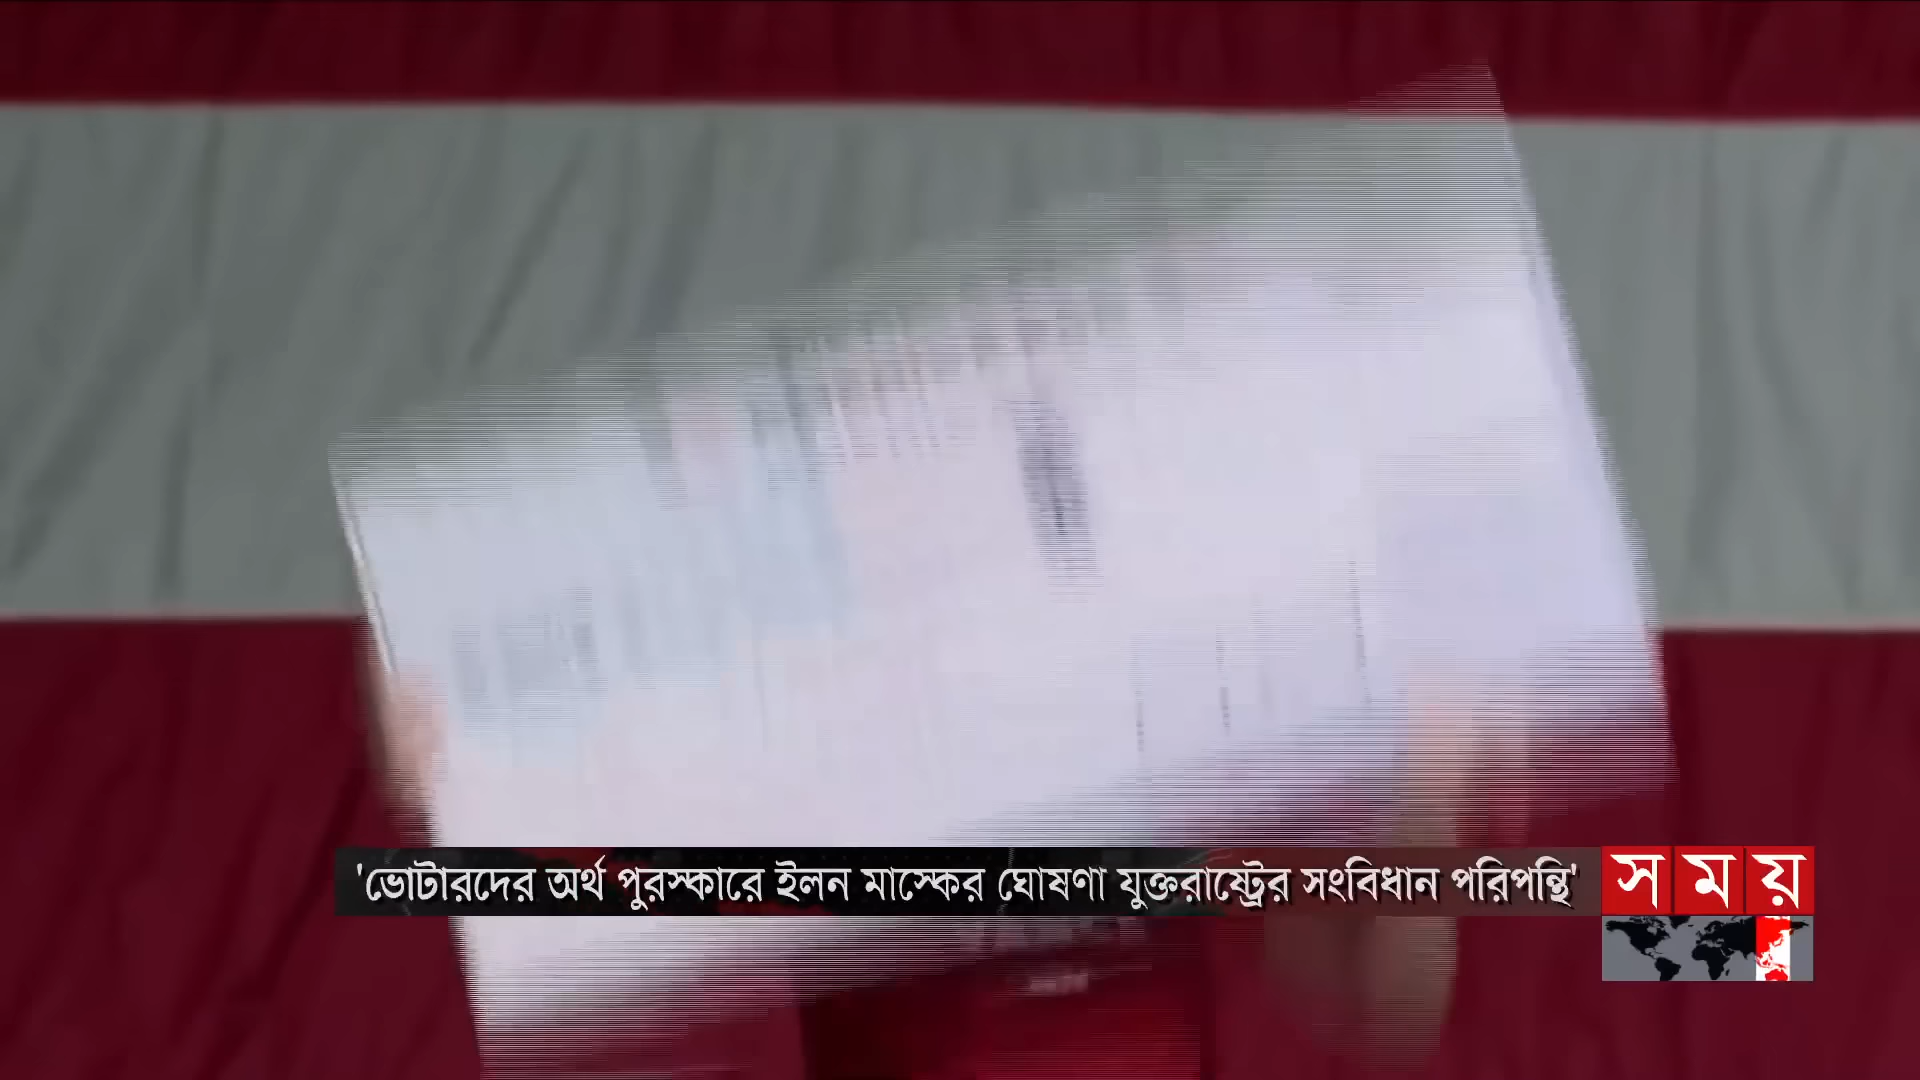 'ভোটারদের অর্থ পুরস্কারে ইলন মাস্কের ঘোষণা যুক্তরাষ্ট্রের সংবিধান পরিপন্থি'
সময়